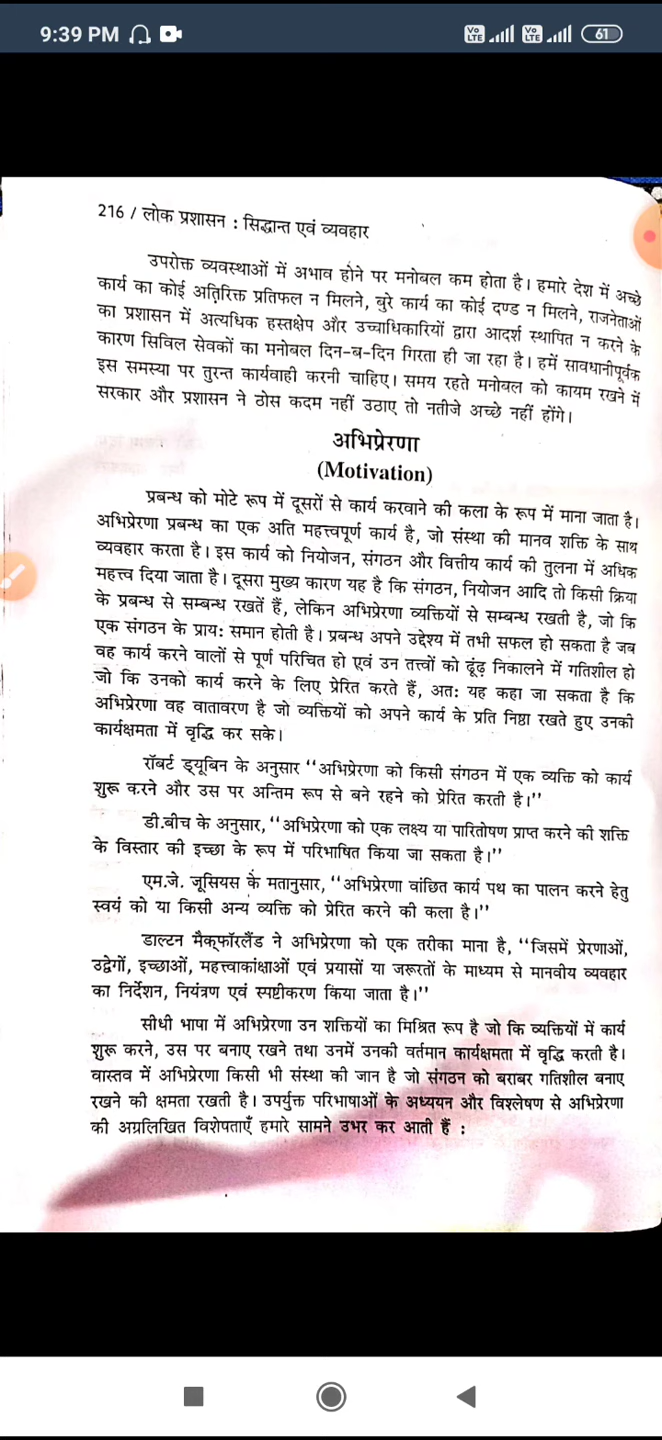 9:39 PM
Vo LTE Vo LTE 61
216 / लोक प्रशासन : सिद्धान्त एवं व्यवहार
उपरोक्त व्यवस्थाओं में अभाव होने पर मनोबल कम होता है। हमारे देश में अच्छे
कार्य का कोई अतिरिक्त प्रतिफल न मिलने, बुरे कार्य का कोई दण्ड न मिलने, राजनेताओं
का प्रशासन में अत्यधिक हस्तक्षेप और उच्चाधिकारियों द्वारा आदर्श स्थापित न करने के
कारण सिविल सेवकों का मनोबल दिन-ब-दिन गिरता ही जा रहा है। हमें सावधानीपूर्वक
इस समस्या पर तुरन्त कार्यवाही करनी चाहिए। समय रहते मनोबल को कायम रखने में
सरकार और प्रशासन ने ठोस कदम नहीं उठाए तो नतीजे अच्छे नहीं होंगे।
अभिप्रेरणा
(Motivation)
प्रबन्ध को मोटे रूप में दूसरों से कार्य करवाने की कला के रूप में माना जाता है।
अभिप्रेरणा प्रबन्ध का एक अति महत्त्वपूर्ण कार्य है, जो संस्था की मानव शक्ति के साथ
व्यवहार करता है। इस कार्य को नियोजन, संगठन और वित्तीय कार्य की तुलना में अधिक
महत्त्व दिया जाता है। दूसरा मुख्य कारण यह है कि संगठन, नियोजन आदि तो किसी क्रिया
के प्रबन्ध से सम्बन्ध रखतें हैं, लेकिन अभिप्रेरणा व्यक्तियों से सम्बन्ध रखती है, जो कि
एक संगठन के प्राय: समान होती है। प्रबन्ध अपने उद्देश्य में तभी सफल हो सकता है जब
वह कार्य करने वालों से पूर्ण परिचित हो एवं उन तत्त्वों को ढूंढ़ निकालने में गतिशील हो
जो कि उनको कार्य करने के लिए प्रेरित करते हैं, अत: यह कहा जा सकता है कि
अभिप्रेरणा वह वातावरण है जो व्यक्तियों को अपने कार्य के प्रति निष्ठा रखते हुए उनकी
कार्यक्षमता में वृद्धि कर सके।
रॉबर्ट ड्यूबिन के अनुसार ‘‘अभिप्रेरणा को किसी संगठन में एक व्यक्ति को कार्य
शुरू करने और उस पर अन्तिम रूप से बने रहने को प्रेरित करती है।’’
डी.बीच के अनुसार, ‘‘अभिप्रेरणा को एक लक्ष्य या पारितोषण प्राप्त करने की शक्ति
के विस्तार की इच्छा के रूप में परिभाषित किया जा सकता है।’’
एम.जे. जूसियस के मतानुसार, ‘‘अभिप्रेरणा वांछित कार्य पथ का पालन करने हेतु
स्वयं को या किसी अन्य व्यक्ति को प्रेरित करने की कला है।’’
डाल्टन मैक्फॉरलैंड ने अभिप्रेरणा को एक तरीका माना है, ‘‘जिसमें प्रेरणाओं,
उद्वेगों, इच्छाओं, महत्त्वाकांक्षाओं एवं प्रयासों या जरूरतों के माध्यम से मानवीय व्यवहार
का निर्देशन, नियंत्रण एवं स्पष्टीकरण किया जाता है।’’
सीधी भाषा में अभिप्रेरणा उन शक्तियों का मिश्रित रूप है जो कि व्यक्तियों में कार्य
शुरू करने, उस पर बनाए रखने तथा उनमें उनकी वर्तमान कार्यक्षमता में वृद्धि करती है।
वास्तव में अभिप्रेरणा किसी भी संस्था की जान है जो संगठन को बराबर गतिशील बनाए
रखने की क्षमता रखती है। उपर्युक्त परिभाषाओं के अध्ययन और विश्लेषण से अभिप्रेरणा
की अग्रलिखित विशेषताएँ हमारे सामने उभर कर आती हैं :